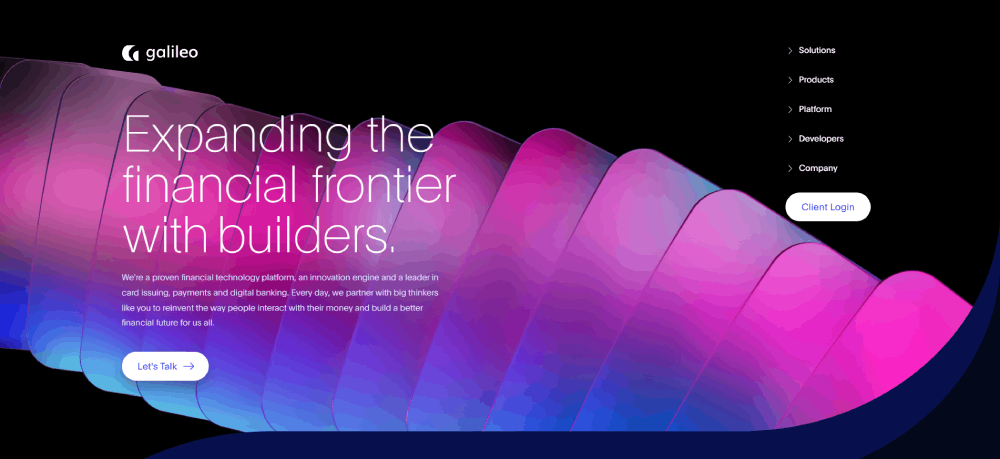 galileo
Solutions
Products
Platform
Developers
Company
Client Login
Expanding the
financial frontier
with builders.
We're a proven financial technology platform, an innovation engine and a leader in
card issuing, payments and digital banking. Every day, we partner with big thinkers
like you to reinvent the way people interact with their money and build a better
financial future for us all.
Let's Talk